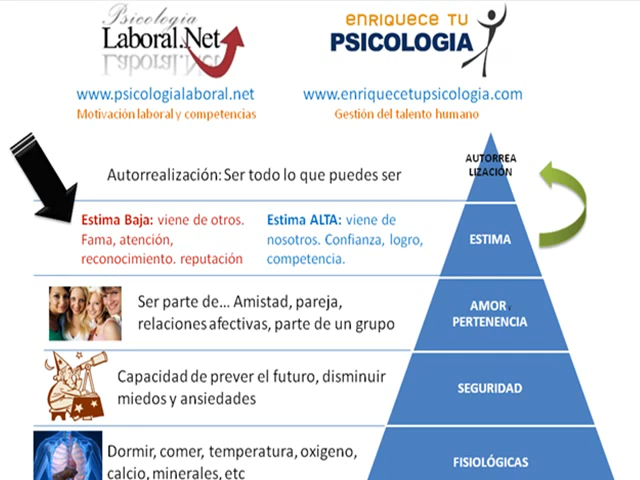 Psicologia
Laboral.Net
ENRIQUECE TU
PSICOLOGIA
www.psicologialaboral.net
www.enriquecetupsicologia.com
Motivación laboral y competencias
Gestión del talento humano
Autorrealización: Ser todo lo que puedes ser
AUTORREA
LIZACIÓN
Estima Baja: viene de otros.
Fama, atención,
reconocimiento. reputación
Estima ALTA: viene de
nosotros. Confianza, logro,
competencia.
ESTIMA
Ser parte de... Amistad, pareja,
relaciones afectivas, parte de un grupo
AMOR Y
PERTENENCIA
Capacidad de prever el futuro, disminuir
miedos y ansiedades
SEGURIDAD
Dormir, comer, temperatura, oxigeno,
calcio, minerales, etc
FISIOLÓGICAS